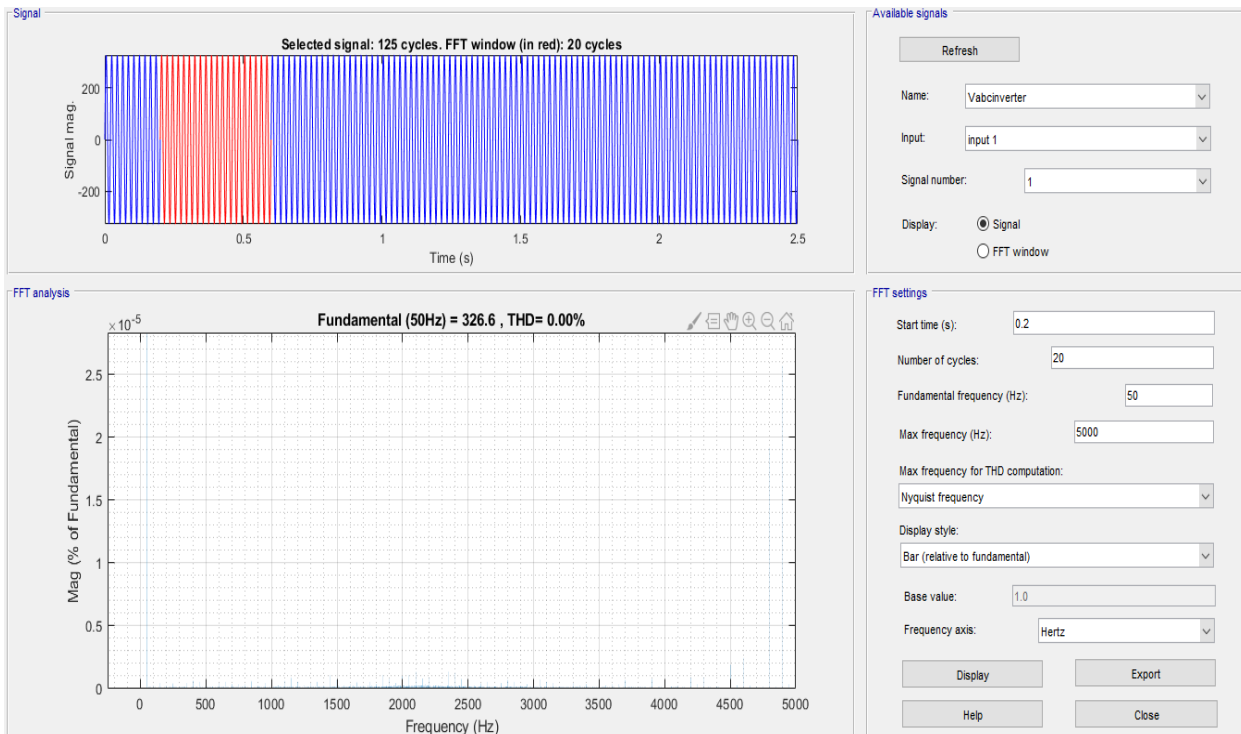 Signal
Selected signal: 125 cycles. FFT window (in red): 20 cycles
Signal mag.
200
0
-200
0 0.5 1 1.5 2 2.5
Time (s)
Available signals
Refresh
Name: Vabcinverter
Input: input 1
Signal number: 1
Display: Signal
FFT window
FFT analysis
×10-5
Fundamental (50Hz) = 326.6 , THD= 0.00%
Mag (% of Fundamental)
2.5
2
1.5
1
0.5
0
0 500 1000 1500 2000 2500 3000 3500 4000 4500 5000
Frequency (Hz)
FFT settings
Start time (s): 0.2
Number of cycles: 20
Fundamental frequency (Hz): 50
Max frequency (Hz): 5000
Max frequency for THD computation:
Nyquist frequency
Display style:
Bar (relative to fundamental)
Base value: 1.0
Frequency axis: Hertz
Display Export
Help Close